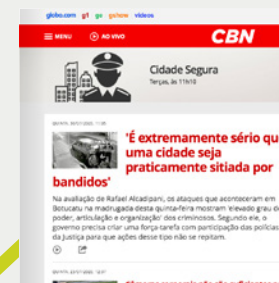 globo.com g1 ge gshow vídeos
MENU AO VIVO CBN
Cidade Segura
Terças, às 11h10
'É extremamente sério qu
uma cidade seja
praticamente sitiada por
bandidos'
Na avaliação de Rafael Alcadipani, os ataques que aconteceram em
Botucatu na madrugada desta quinta-feira mostram 'elevado grau de
poder, articulação e organização' dos criminosos. Segundo ele, o
governo precisa criar uma força-tarefa com participação das polícias
da Justiça para que ações desse tipo não se repitam.